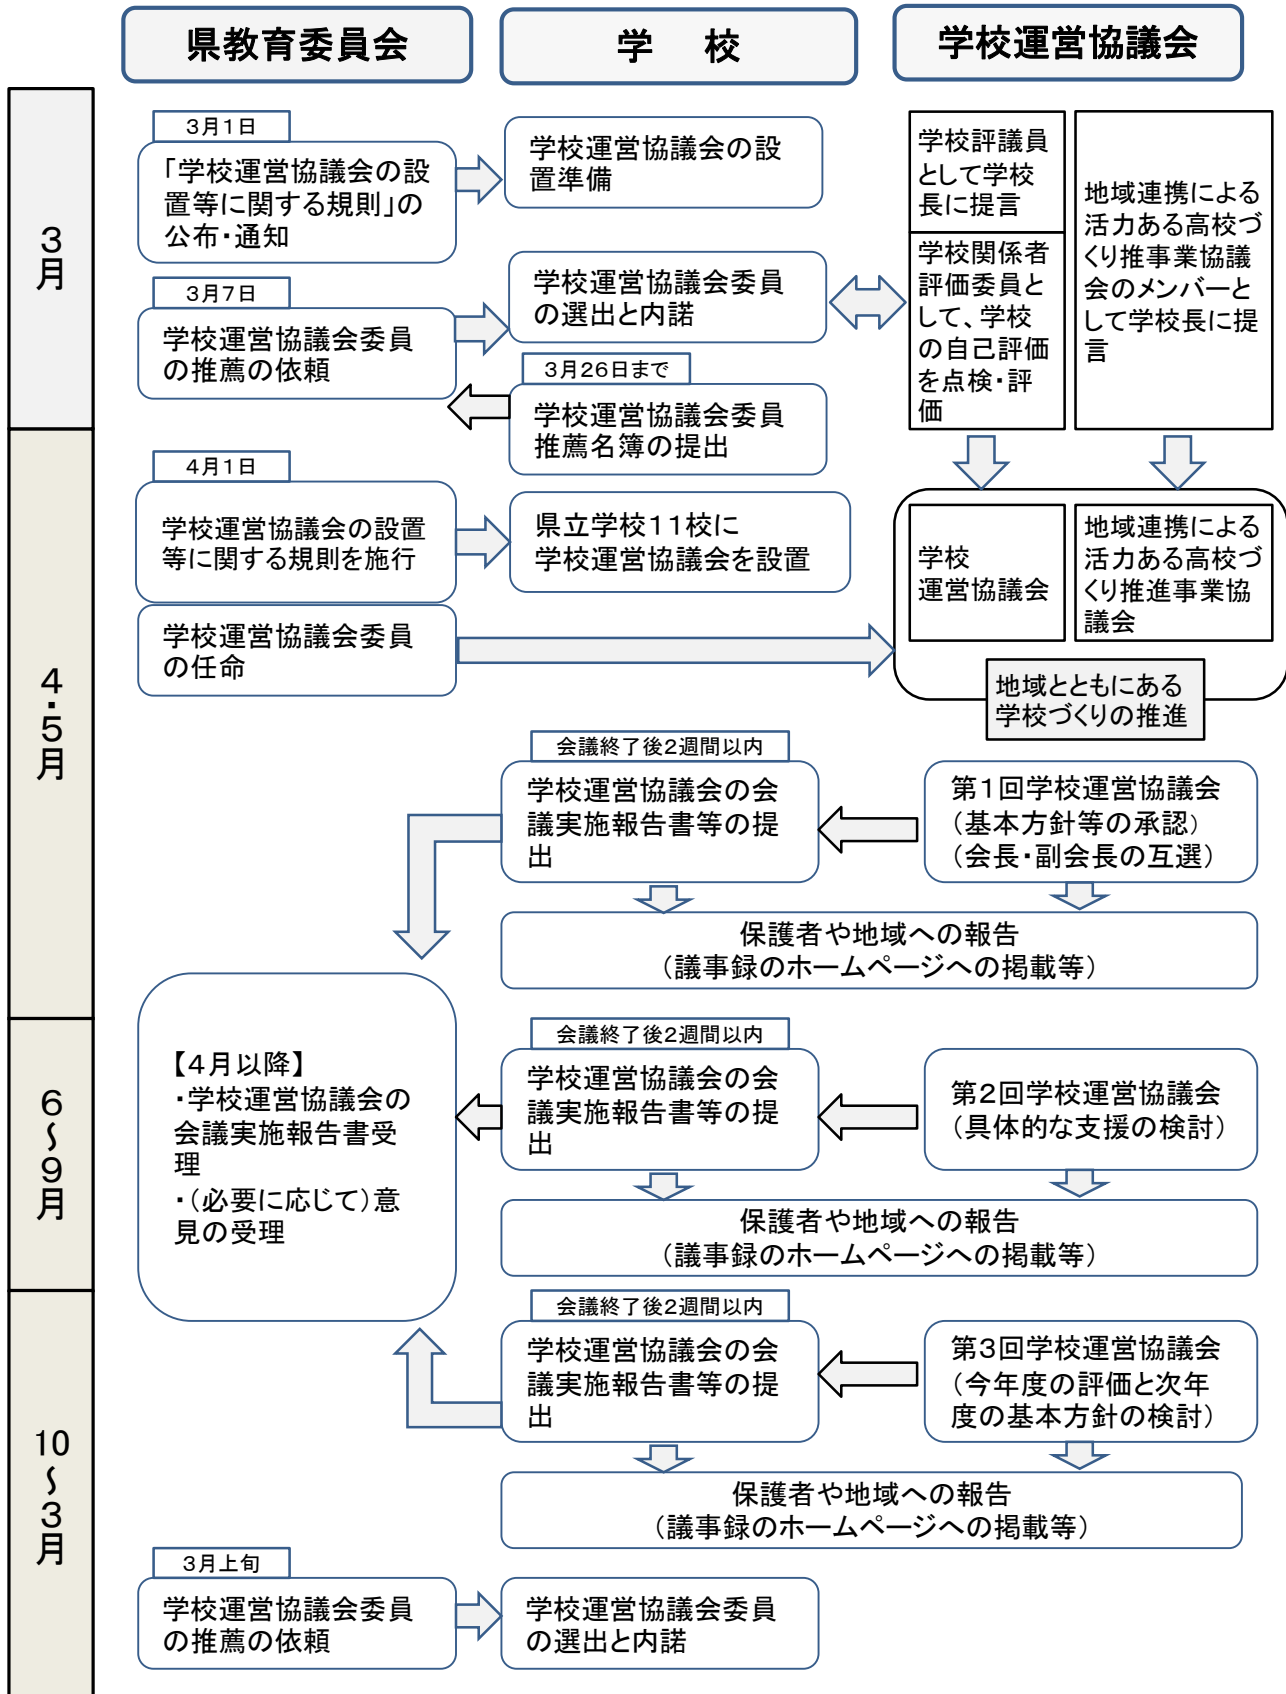 県教育委員会
学　校
学校運営協議会
3月
3月1日
「学校運営協議会の設
置等に関する規則」の
公布・通知
学校運営協議会の設
置準備
学校評議員
として学校
長に提言
学校関係者
評価委員と
して、学校
の自己評価
を点検・評
価
地域連携による
活力ある高校づ
くり推事業協議
会のメンバーと
して学校長に提
言
3月7日
学校運営協議会委員
の推薦の依頼
学校運営協議会委員
の選出と内諾
3月26日まで
学校運営協議会委員
推薦名簿の提出
4・5月
4月1日
学校運営協議会の設置
等に関する規則を施行
県立学校11校に
学校運営協議会を設置
学校
運営協議会
地域連携による
活力ある高校づ
くり推進事業協
議会
学校運営協議会委員
の任命
地域とともにある
学校づくりの推進
会議終了後2週間以内
学校運営協議会の会
議実施報告書等の提
出
第1回学校運営協議会
(基本方針等の承認)
(会長・副会長の互選)
保護者や地域への報告
(議事録のホームページへの掲載等)
【4月以降】
・学校運営協議会の
会議実施報告書受
理
・(必要に応じて)意
見の受理
6～9月
会議終了後2週間以内
学校運営協議会の会
議実施報告書等の提
出
第2回学校運営協議会
(具体的な支援の検討)
保護者や地域への報告
(議事録のホームページへの掲載等)
10～3月
会議終了後2週間以内
学校運営協議会の会
議実施報告書等の提
出
第3回学校運営協議会
(今年度の評価と次年
度の基本方針の検討)
保護者や地域への報告
(議事録のホームページへの掲載等)
3月上旬
学校運営協議会委員
の推薦の依頼
学校運営協議会委員
の選出と内諾